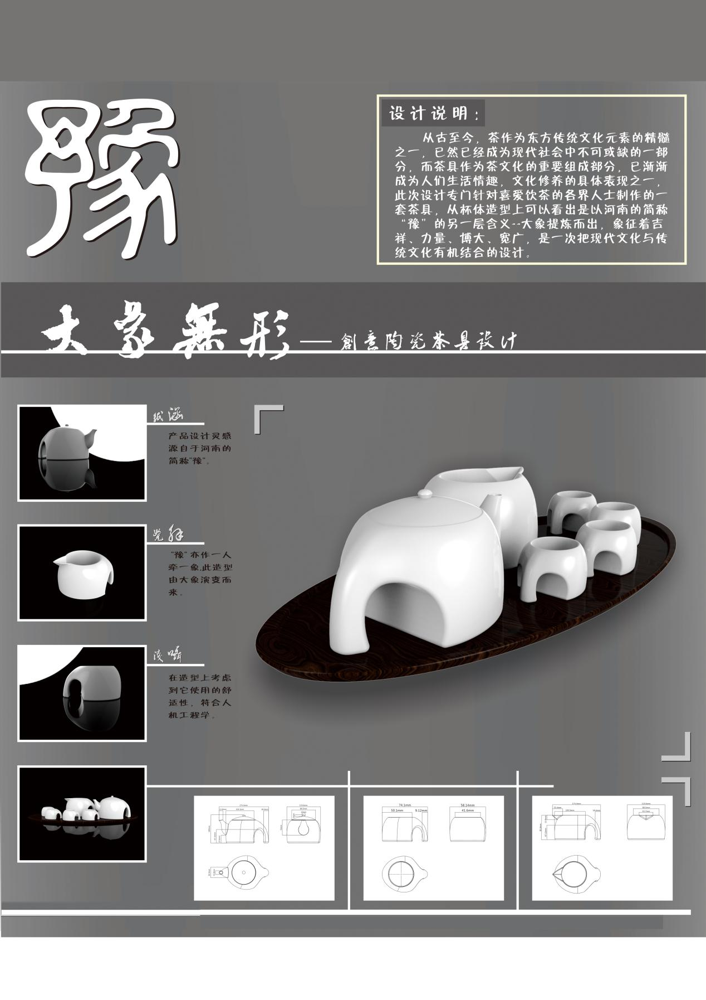 豫
设计说明：
从古至今，茶作为东方传统文化元素的精髓
之一，已然已经成为现代社会中不可或缺的一部
分，而茶具作为茶文化的重要组成部分，已渐渐
成为人们生活情趣，文化修养的具体表现之一，
此次设计专门针对喜爱饮茶的各界人士制作的一
套茶具，从杯体造型上可以看出是以河南的简称
“豫”的另一层含义--大象提炼而出，象征着吉
祥、力量、博大、宽广，是一次把现代文化与传
统文化有机结合的设计。
大象無形——創意陶瓷茶具设计
产品设计灵感
源自于河南的
简称"豫"。
"豫"亦作一人
牵一象,此造型
由大象演变而
来。
在造型上考虑
到它使用的舒
适性，符合人
机工程学。
74.1mm
50.1mm
9.12mm
58.14mm
41.6mm